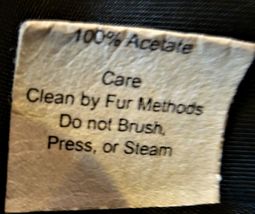 100% Acetate
Care
Clean by Fur Methods
Do not Brush,
Press, or Steam